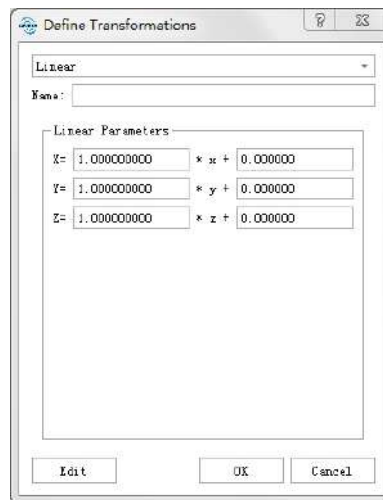 Define Transformations
Linear
Name:
Linear Parameters
X= 1.000000000 * x + 0.000000
Y= 1.000000000 * y + 0.000000
Z= 1.000000000 * z + 0.000000
Edit OK Cancel